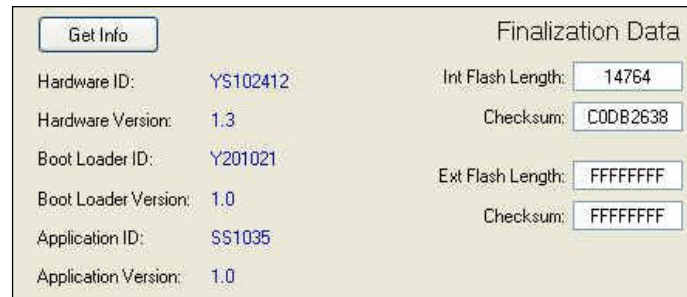 Get Info
Finalization Data
Hardware ID: YS102412
Int Flash Length: 14764
Hardware Version: 1.3
Checksum: C0DB2638
Boot Loader ID: Y201021
Ext Flash Length: FFFFFFFF
Boot Loader Version: 1.0
Checksum: FFFFFFFF
Application ID: SS1035
Application Version: 1.0